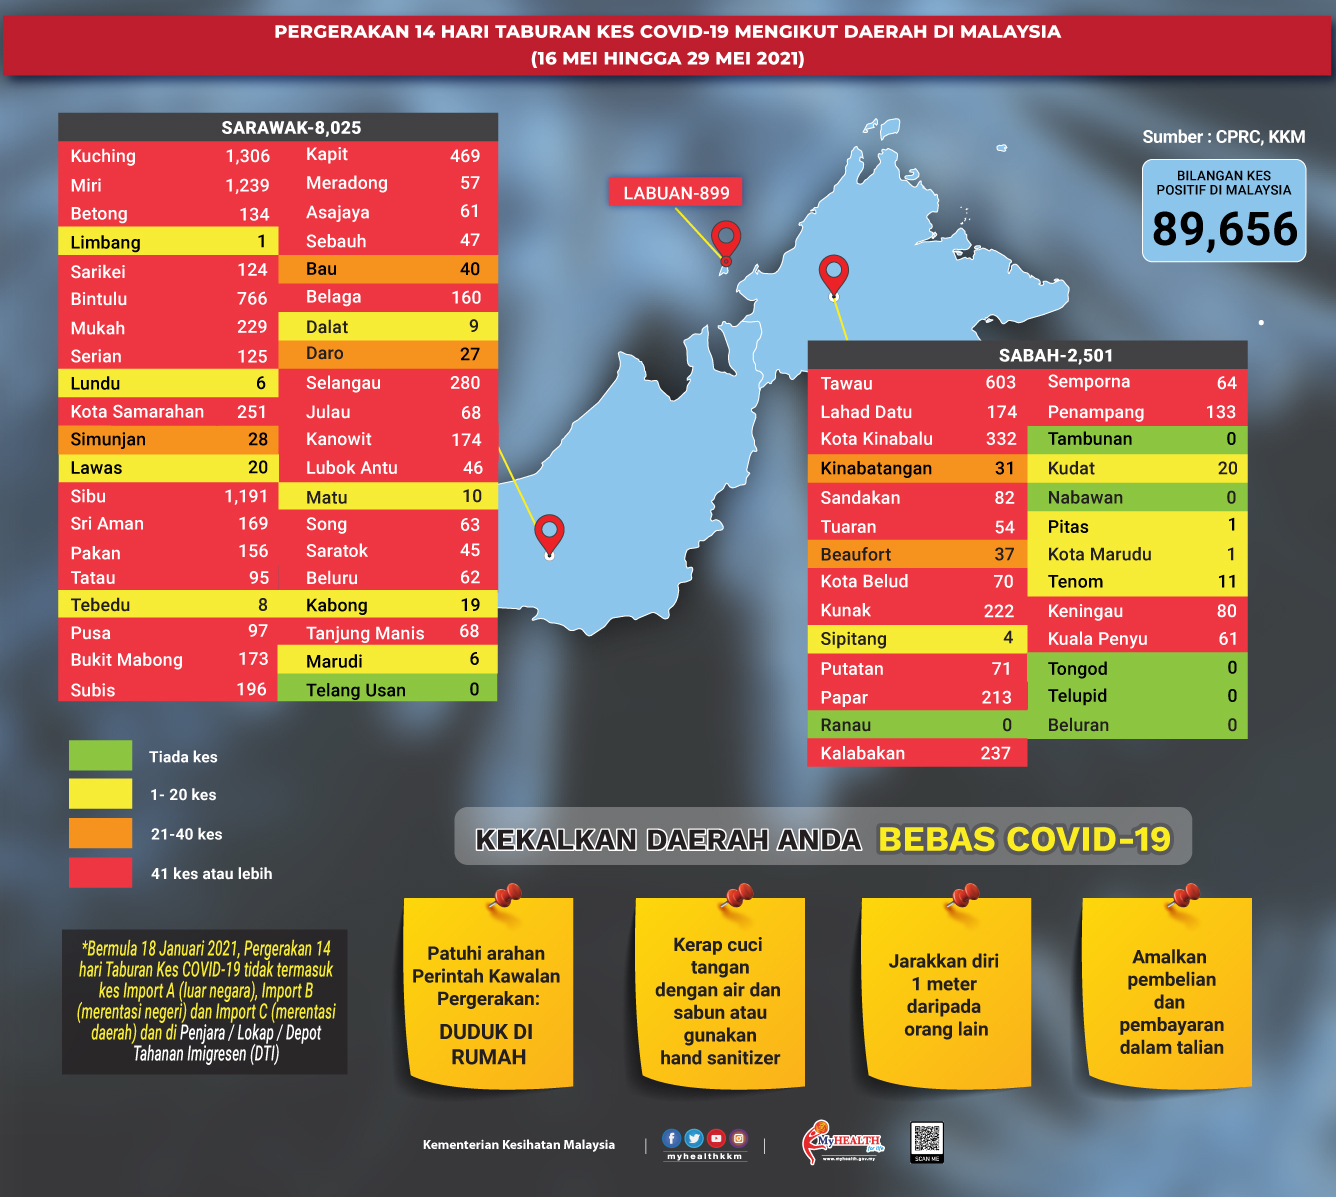 PERGERAKAN 14 HARI TABURAN KES COVID-19 MENGIKUT DAERAH DI MALAYSIA
(16 MEI HINGGA 29 MEI 2021)
Sumber : CPRC, KKM
BILANGAN KES
POSITIF DI MALAYSIA
89,656
LABUAN-899
SARAWAK-8,025
Kuching 1,306
Miri 1,239
Betong 134
Limbang 1
Sarikei 124
Bintulu 766
Mukah 229
Serian 125
Lundu 6
Kota Samarahan 251
Simunjan 28
Lawas 20
Sibu 1,191
Sri Aman 169
Pakan 156
Tatau 95
Tebedu 8
Pusa 97
Bukit Mabong 173
Subis 196
Kapit 469
Meradong 57
Asajaya 61
Sebauh 47
Bau 40
Belaga 160
Dalat 9
Daro 27
Selangau 280
Julau 68
Kanowit 174
Lubok Antu 46
Matu 10
Song 63
Saratok 45
Beluru 62
Kabong 19
Tanjung Manis 68
Marudi 6
Telang Usan 0
SABAH-2,501
Tawau 603
Lahad Datu 174
Kota Kinabalu 332
Kinabatangan 31
Sandakan 82
Tuaran 54
Beaufort 37
Kota Belud 70
Kunak 222
Sipitang 4
Putatan 71
Papar 213
Ranau 0
Kalabakan 237
Semporna 64
Penampang 133
Tambunan 0
Kudat 20
Nabawan 0
Pitas 1
Kota Marudu 1
Tenom 11
Keningau 80
Kuala Penyu 61
Tongod 0
Telupid 0
Beluran 0
Tiada kes
1- 20 kes
21-40 kes
41 kes atau lebih
*Bermula 18 Januari 2021, Pergerakan 14
hari Taburan Kes COVID-19 tidak termasuk
kes Import A (luar negara), Import B
(merentasi negeri) dan Import C (merentasi
daerah) dan di Penjara / Lokap / Depot
Tahanan Imigresen (DTI)
KEKALKAN DAERAH ANDA BEBAS COVID-19
Patuhi arahan
Perintah Kawalan
Pergerakan:
DUDUK DI
RUMAH
Kerap cuci
tangan
dengan air dan
sabun atau
gunakan
hand sanitizer
Jarakkan diri
1 meter
daripada
orang lain
Amalkan
pembelian
dan
pembayaran
dalam talian
Kementerian Kesihatan Malaysia
myhealthkkm
MyHEALTH
for life
www.myhealth.gov.my
SCAN ME